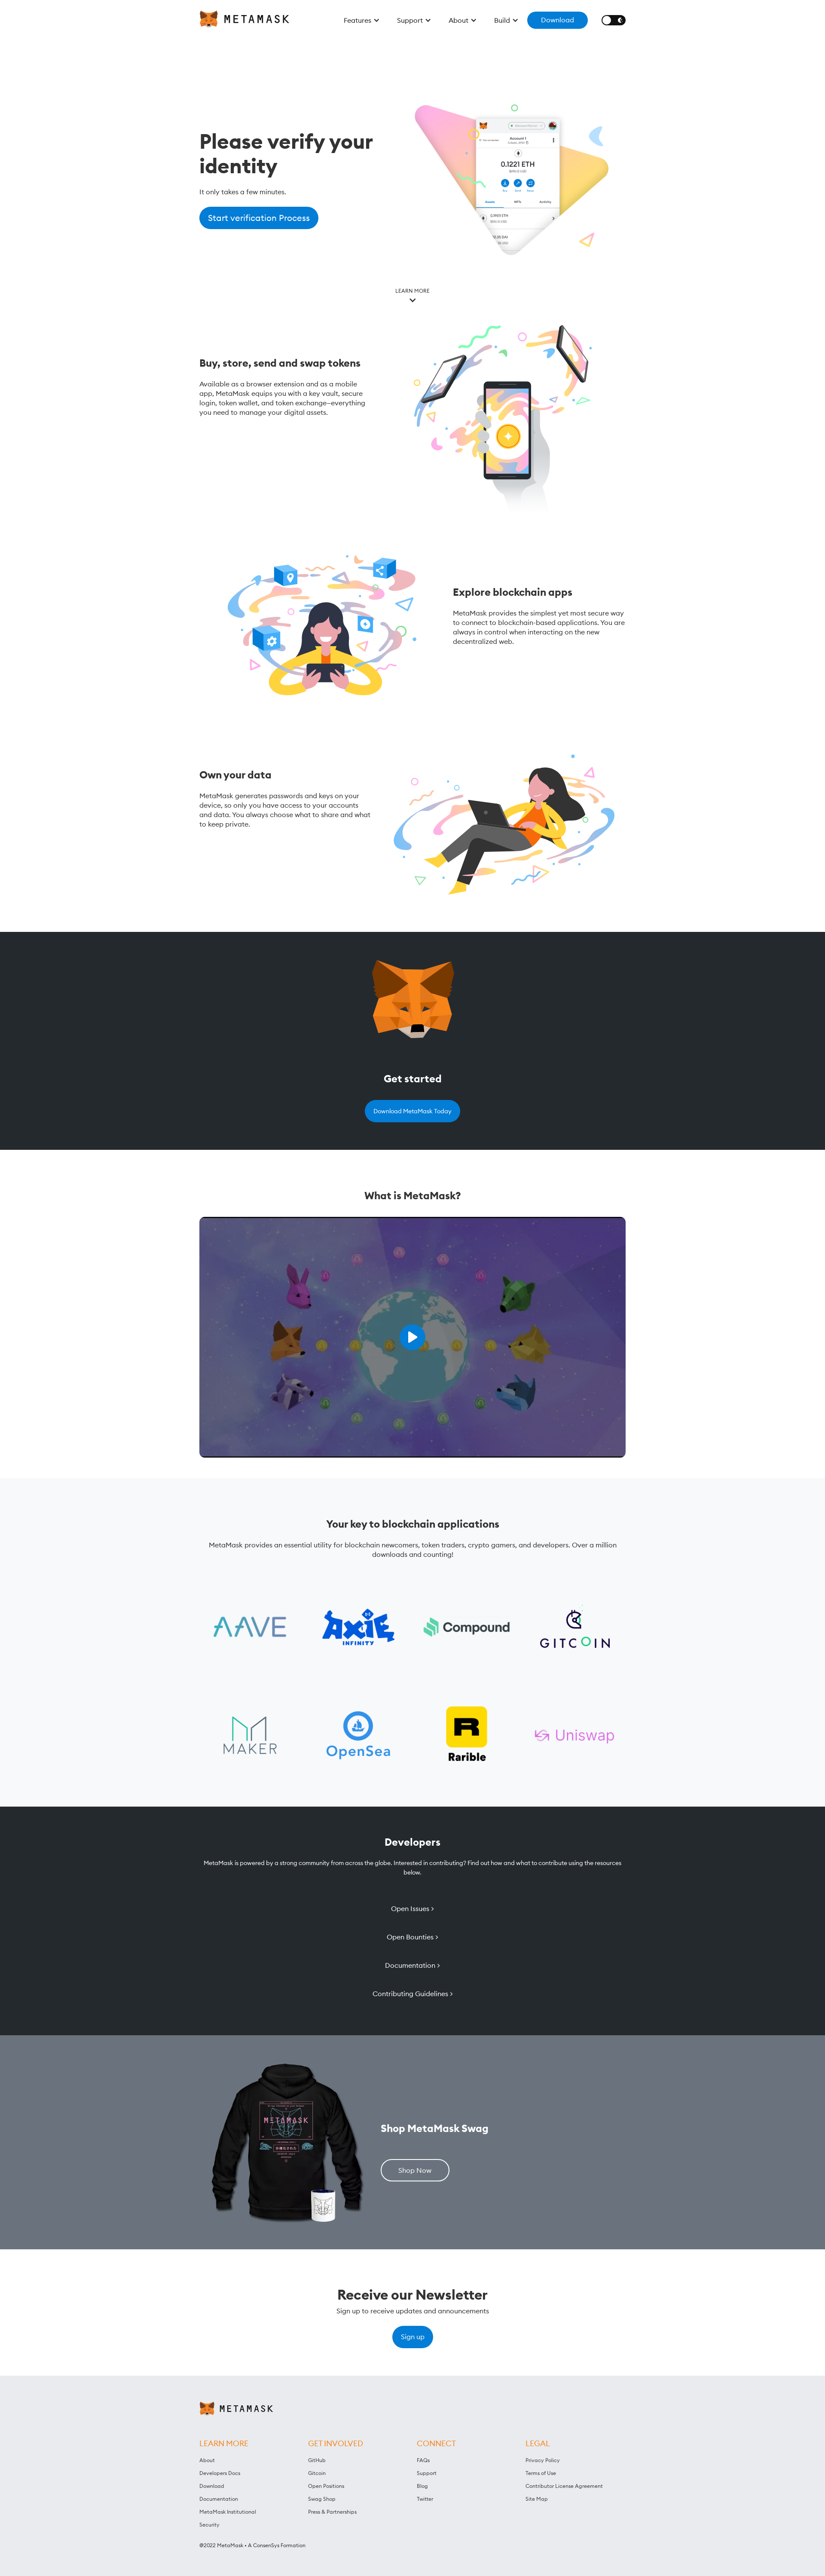 METAMASK
Features
Support
About
Build
Download
Please verify your
identity
It only takes a few minutes.
Start verification Process
Account 1
0.1221 ETH
Buy
Send
Swap
Assets
NFTs
Activity
LEARN MORE
Buy, store, send and swap tokens
Available as a browser extension and as a mobile
app, MetaMask equips you with a key vault, secure
login, token wallet, and token exchange—everything
you need to manage your digital assets.
Explore blockchain apps
MetaMask provides the simplest yet most secure way
to connect to blockchain-based applications. You are
always in control when interacting on the new
decentralized web.
Own your data
MetaMask generates passwords and keys on your
device, so only you have access to your accounts
and data. You always choose what to share and what
to keep private.
Get started
Download MetaMask Today
What is MetaMask?
Your key to blockchain applications
MetaMask provides an essential utility for blockchain newcomers, token traders, crypto gamers, and developers. Over a million
downloads and counting!
AAVE
AXIE
INFINITY
Compound
GITCOIN
MAKER
OpenSea
R
Rarible
Uniswap
Developers
MetaMask is powered by a strong community from across the globe. Interested in contributing? Find out how and what to contribute using the resources
below.
Open Issues >
Open Bounties >
Documentation >
Contributing Guidelines >
METAMASK
Shop MetaMask Swag
Shop Now
Receive our Newsletter
Sign up to receive updates and announcements
Sign up
METAMASK
LEARN MORE
About
Developers Docs
Download
Documentation
MetaMask Institutional
Security
GET INVOLVED
GitHub
Gitcoin
Open Positions
Swag Shop
Press & Partnerships
CONNECT
FAQs
Support
Blog
Twitter
LEGAL
Privacy Policy
Terms of Use
Contributor License Agreement
Site Map
©2022 MetaMask • A ConsenSys Formation